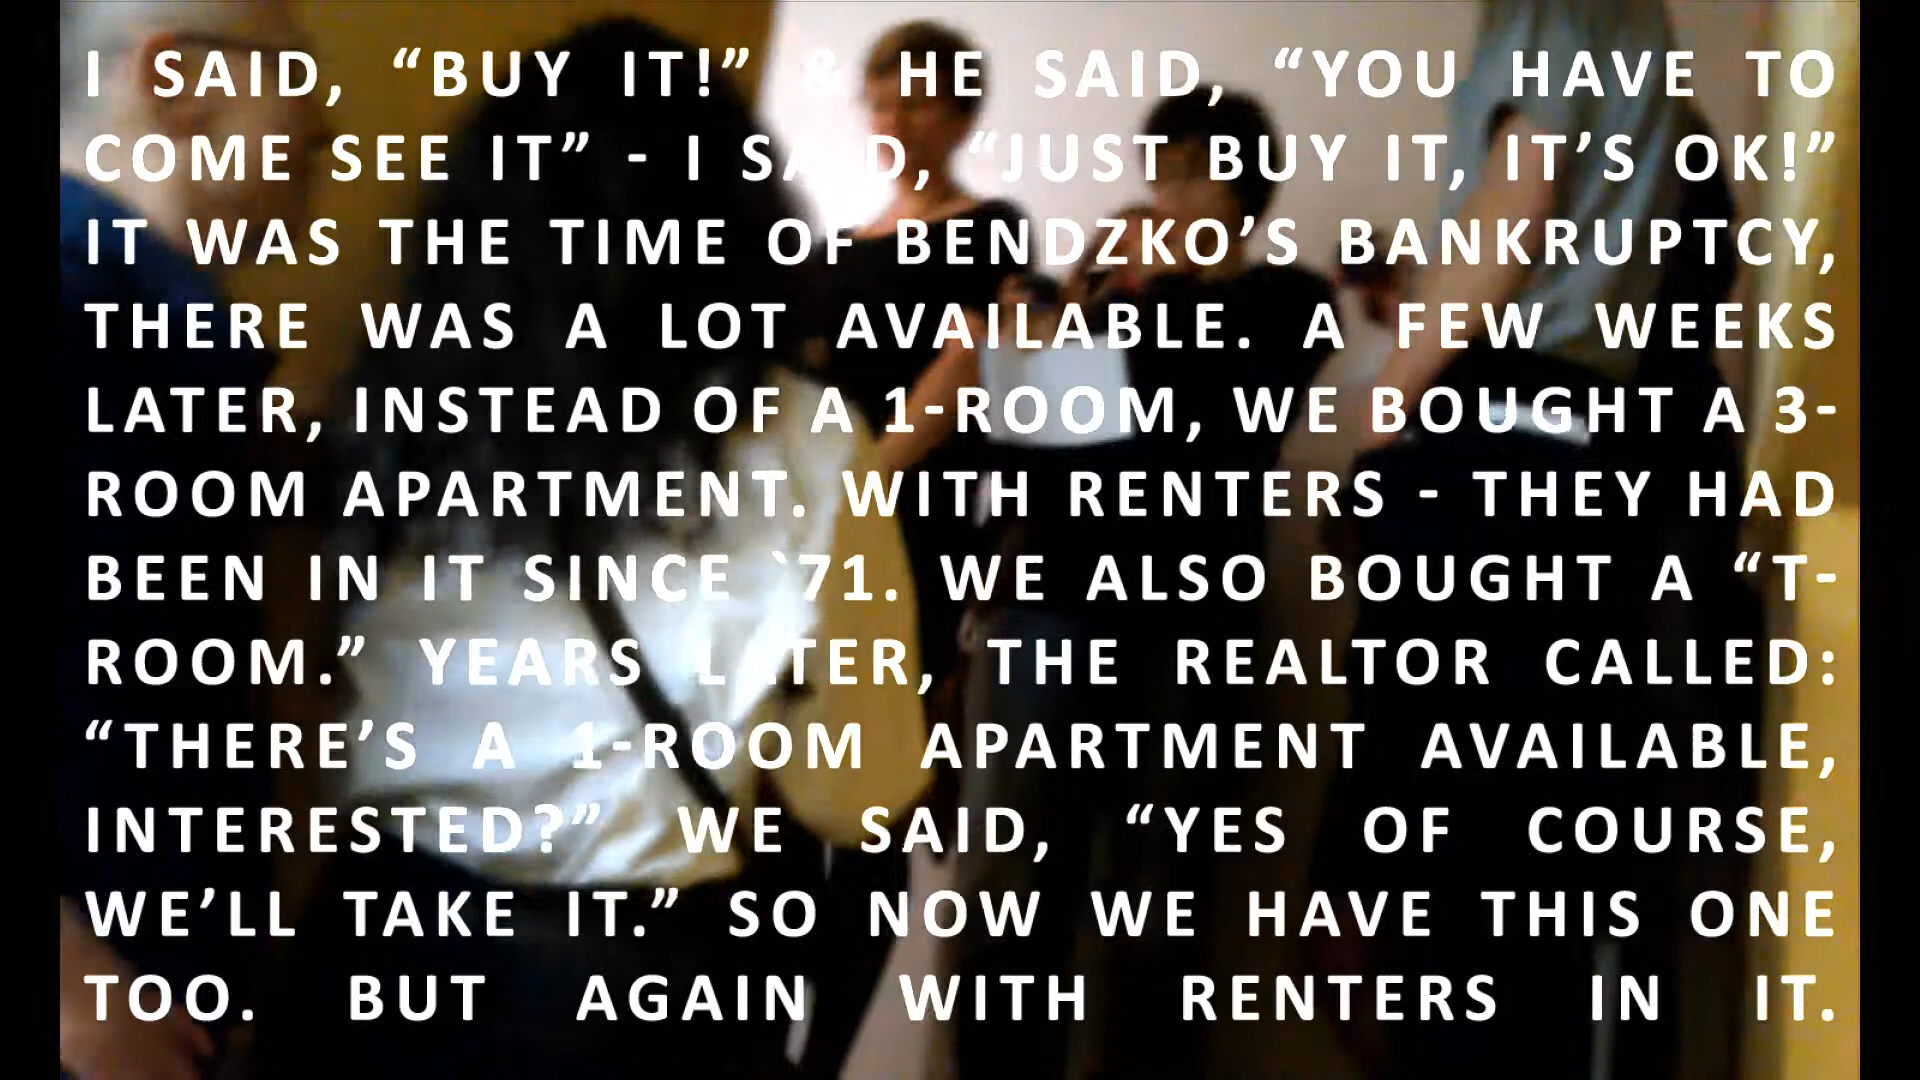 I SAID, “BUY IT!” & HE SAID, “YOU HAVE TO
COME SEE IT” - I SAID, “JUST BUY IT, IT’S OK!”
IT WAS THE TIME OF BENDZKO’S BANKRUPTCY,
THERE WAS A LOT AVAILABLE. A FEW WEEKS
LATER, INSTEAD OF A 1-ROOM, WE BOUGHT A 3-
ROOM APARTMENT. WITH RENTERS - THEY HAD
BEEN IN IT SINCE `71. WE ALSO BOUGHT A “T-
ROOM.” YEARS LATER, THE REALTOR CALLED:
“THERE’S A 1-ROOM APARTMENT AVAILABLE,
INTERESTED?” WE SAID, “YES OF COURSE,
WE’LL TAKE IT.” SO NOW WE HAVE THIS ONE
TOO. BUT AGAIN WITH RENTERS IN IT.